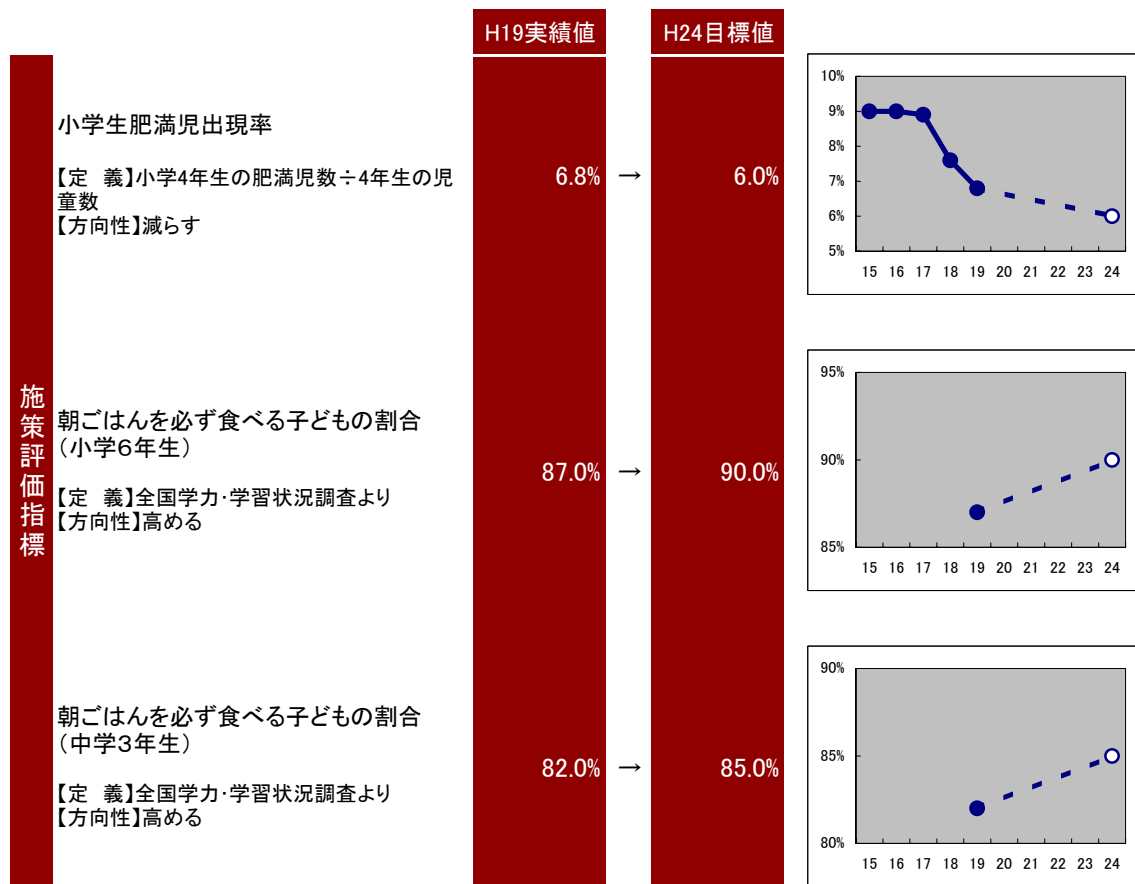 H19実績値 H24目標値
施策評価指標
小学生肥満児出現率
【定　義】小学4年生の肥満児数÷4年生の児
童数
【方向性】減らす
6.8% → 6.0%
10%
9%
8%
7%
6%
5%
15 16 17 18 19 20 21 22 23 24
朝ごはんを必ず食べる子どもの割合
（小学６年生）
【定　義】全国学力・学習状況調査より
【方向性】高める
87.0% → 90.0%
95%
90%
85%
15 16 17 18 19 20 21 22 23 24
朝ごはんを必ず食べる子どもの割合
（中学３年生）
【定　義】全国学力・学習状況調査より
【方向性】高める
82.0% → 85.0%
90%
85%
80%
15 16 17 18 19 20 21 22 23 24